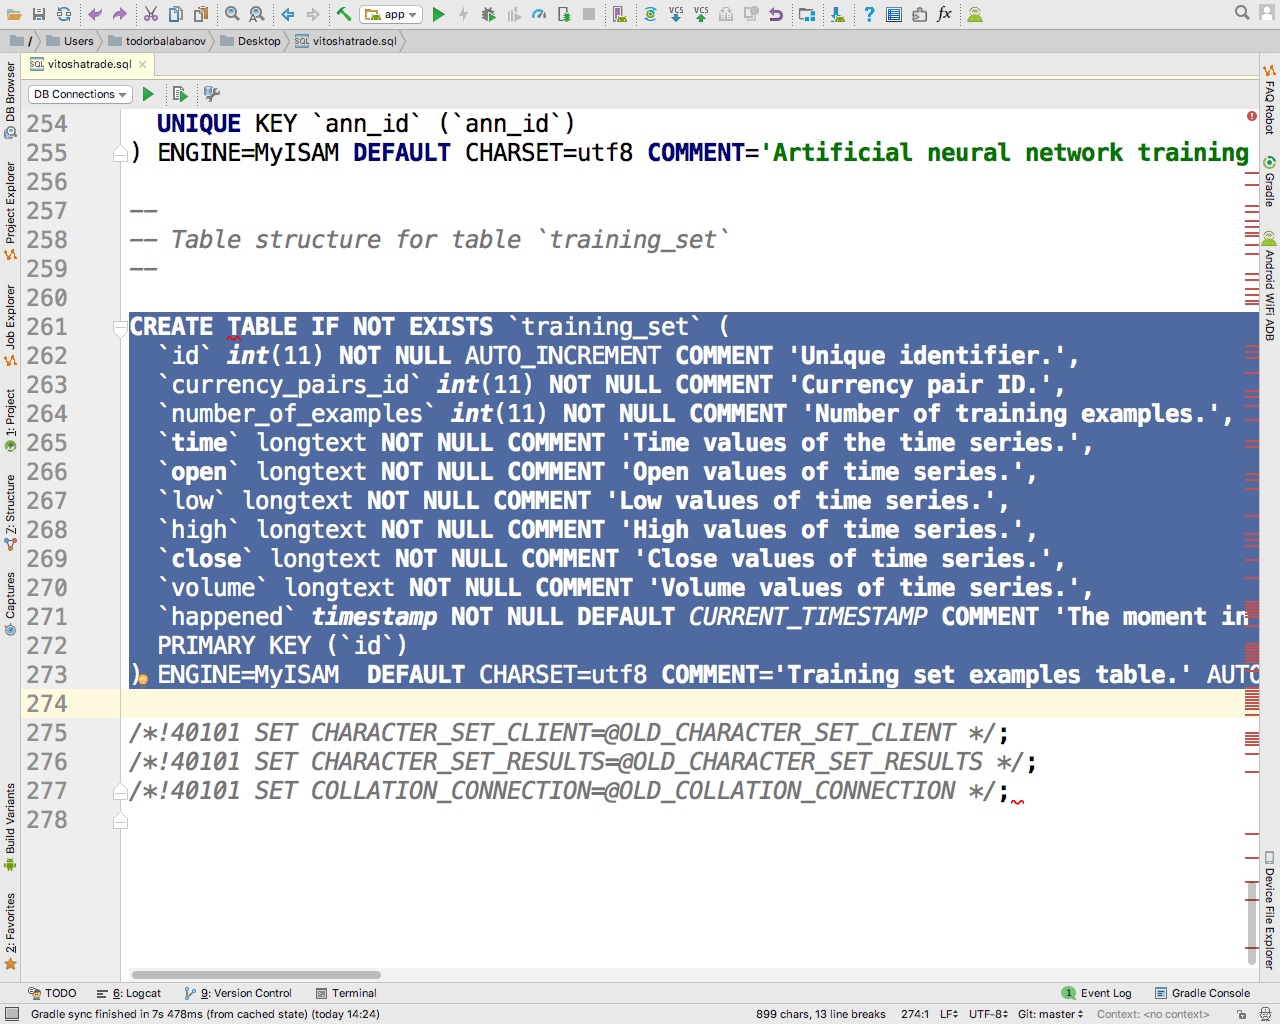 app
/ Users todorbalabanov Desktop vitoshatrade.sql
vitoshatrade.sql
DB Connections
254 UNIQUE KEY `ann_id` (`ann_id`)
255 ) ENGINE=MyISAM DEFAULT CHARSET=utf8 COMMENT='Artificial neural network training
256
257 --
258 -- Table structure for table `training_set`
259 --
260
261 CREATE TABLE IF NOT EXISTS `training_set` (
262 `id` int(11) NOT NULL AUTO_INCREMENT COMMENT 'Unique identifier.',
263 `currency_pairs_id` int(11) NOT NULL COMMENT 'Currency pair ID.',
264 `number_of_examples` int(11) NOT NULL COMMENT 'Number of training examples.',
265 `time` longtext NOT NULL COMMENT 'Time values of the time series.',
266 `open` longtext NOT NULL COMMENT 'Open values of time series.',
267 `low` longtext NOT NULL COMMENT 'Low values of time series.',
268 `high` longtext NOT NULL COMMENT 'High values of time series.',
269 `close` longtext NOT NULL COMMENT 'Close values of time series.',
270 `volume` longtext NOT NULL COMMENT 'Volume values of time series.',
271 `happened` timestamp NOT NULL DEFAULT CURRENT_TIMESTAMP COMMENT 'The moment in
272 PRIMARY KEY (`id`)
273 ) ENGINE=MyISAM  DEFAULT CHARSET=utf8 COMMENT='Training set examples table.' AUTO
274
275 /*!40101 SET CHARACTER_SET_CLIENT=@OLD_CHARACTER_SET_CLIENT */;
276 /*!40101 SET CHARACTER_SET_RESULTS=@OLD_CHARACTER_SET_RESULTS */;
277 /*!40101 SET COLLATION_CONNECTION=@OLD_COLLATION_CONNECTION */;
278
DB Browser
Project Explorer
Job Explorer
1: Project
7: Structure
Captures
Build Variants
2: Favorites
FAQ Robot
Gradle
Android WiFi ADB
Device File Explorer
TODO 6: Logcat 9: Version Control Terminal 1 Event Log Gradle Console
Gradle sync finished in 7s 478ms (from cached state) (today 14:24) 899 chars, 13 line breaks 274:1 LF UTF-8 Git: master Context: <no context>